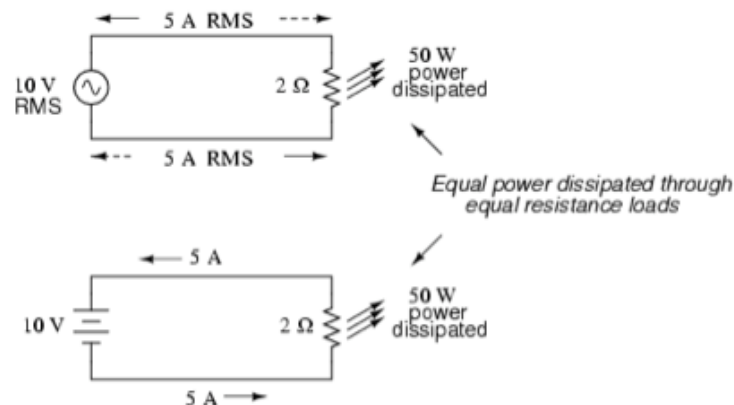 5 A RMS
10 V
RMS
2 Ω
50 W
power
dissipated
5 A RMS
Equal power dissipated through
equal resistance loads
5 A
10 V
2 Ω
50 W
power
dissipated
5 A